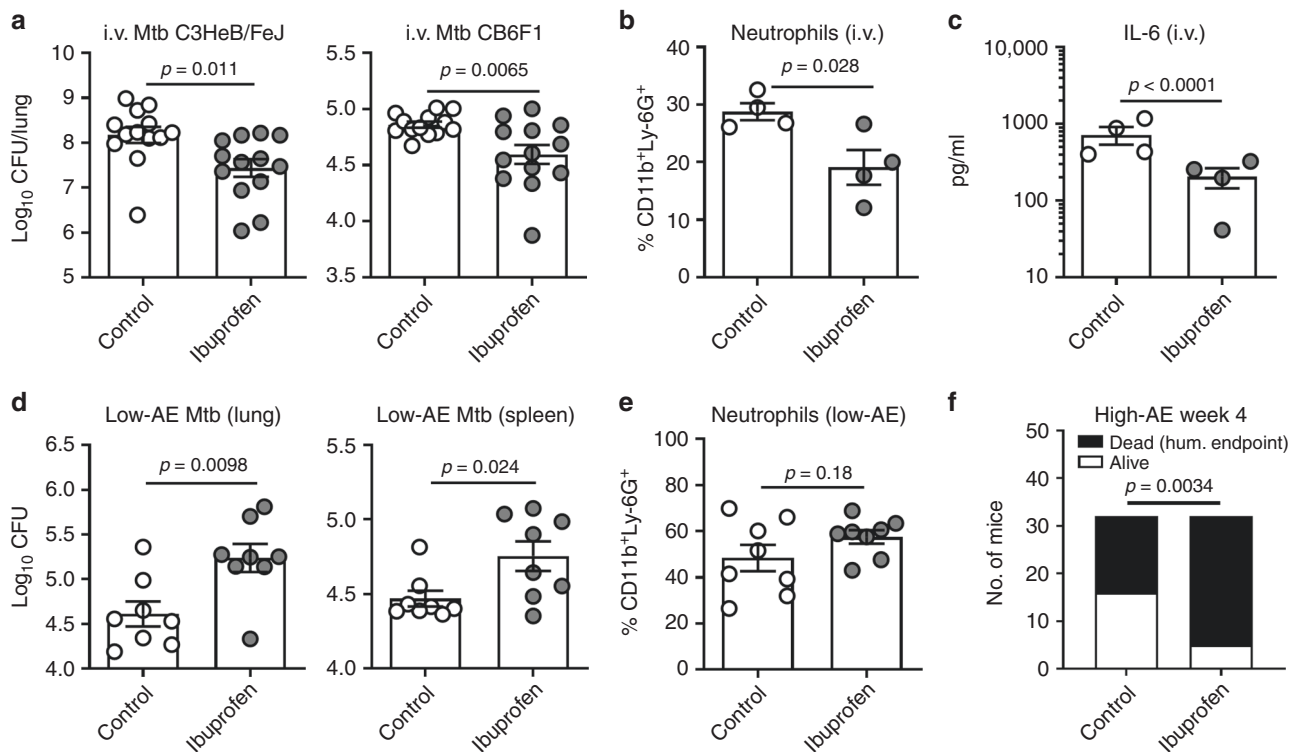 a
i.v. Mtb C3HeB/FeJ
Log10 CFU/lung
10
9
8
7
6
5
p = 0.011
Control
Ibuprofen
i.v. Mtb CB6F1
5.5
5.0
4.5
4.0
3.5
p = 0.0065
Control
Ibuprofen
b
Neutrophils (i.v.)
% CD11b+Ly-6G+
40
30
20
10
0
p = 0.028
Control
Ibuprofen
c
IL-6 (i.v.)
pg/ml
10,000
1000
100
10
p < 0.0001
Control
Ibuprofen
d
Low-AE Mtb (lung)
Log10 CFU
6.5
6.0
5.5
5.0
4.5
4.0
p = 0.0098
Control
Ibuprofen
Low-AE Mtb (spleen)
5.5
5.0
4.5
4.0
p = 0.024
Control
Ibuprofen
e
Neutrophils (low-AE)
% CD11b+Ly-6G+
100
80
60
40
20
0
p = 0.18
Control
Ibuprofen
f
High-AE week 4
No. of mice
50
40
30
20
10
0
Dead (hum. endpoint)
Alive
p = 0.0034
Control
Ibuprofen